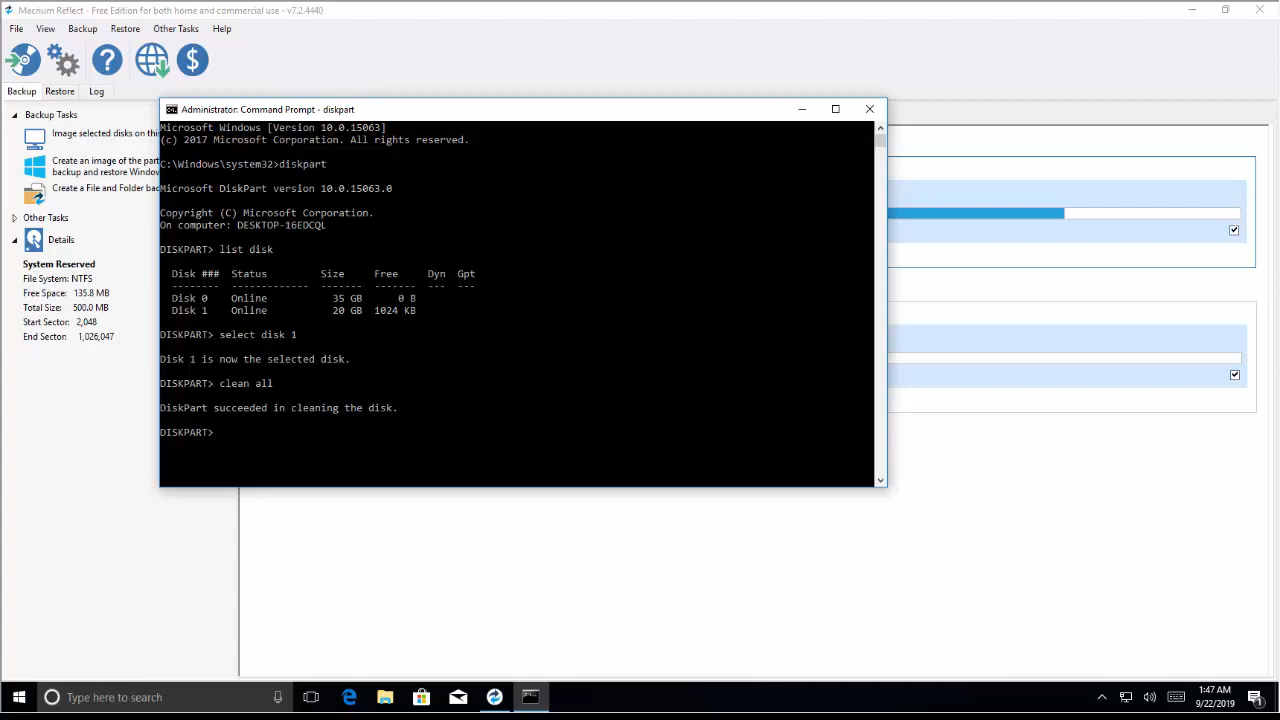 Macrium Reflect - Free Edition for both home and commercial use - v7.2.4440
File View Backup Restore Other Tasks Help
Backup Restore Log
Backup Tasks
Image selected disks on this
Create an image of the part
backup and restore Window
Create a File and Folder bac
Other Tasks
Details
System Reserved
File System: NTFS
Free Space: 135.8 MB
Total Size: 500.0 MB
Start Sector: 2,048
End Sector: 1,026,047
Administrator: Command Prompt - diskpart
Microsoft Windows [Version 10.0.15063]
(c) 2017 Microsoft Corporation. All rights reserved.
C:\Windows\system32>diskpart
Microsoft DiskPart version 10.0.15063.0
Copyright (C) Microsoft Corporation.
On computer: DESKTOP-16EDCQL
DISKPART> list disk
Disk ### Status Size Free Dyn Gpt
-------- ------------- ------- ------- --- ---
Disk 0 Online 35 GB 0 B
Disk 1 Online 20 GB 1024 KB
DISKPART> select disk 1
Disk 1 is now the selected disk.
DISKPART> clean all
DiskPart succeeded in cleaning the disk.
DISKPART>
Type here to search
1:47 AM
9/22/2019
1